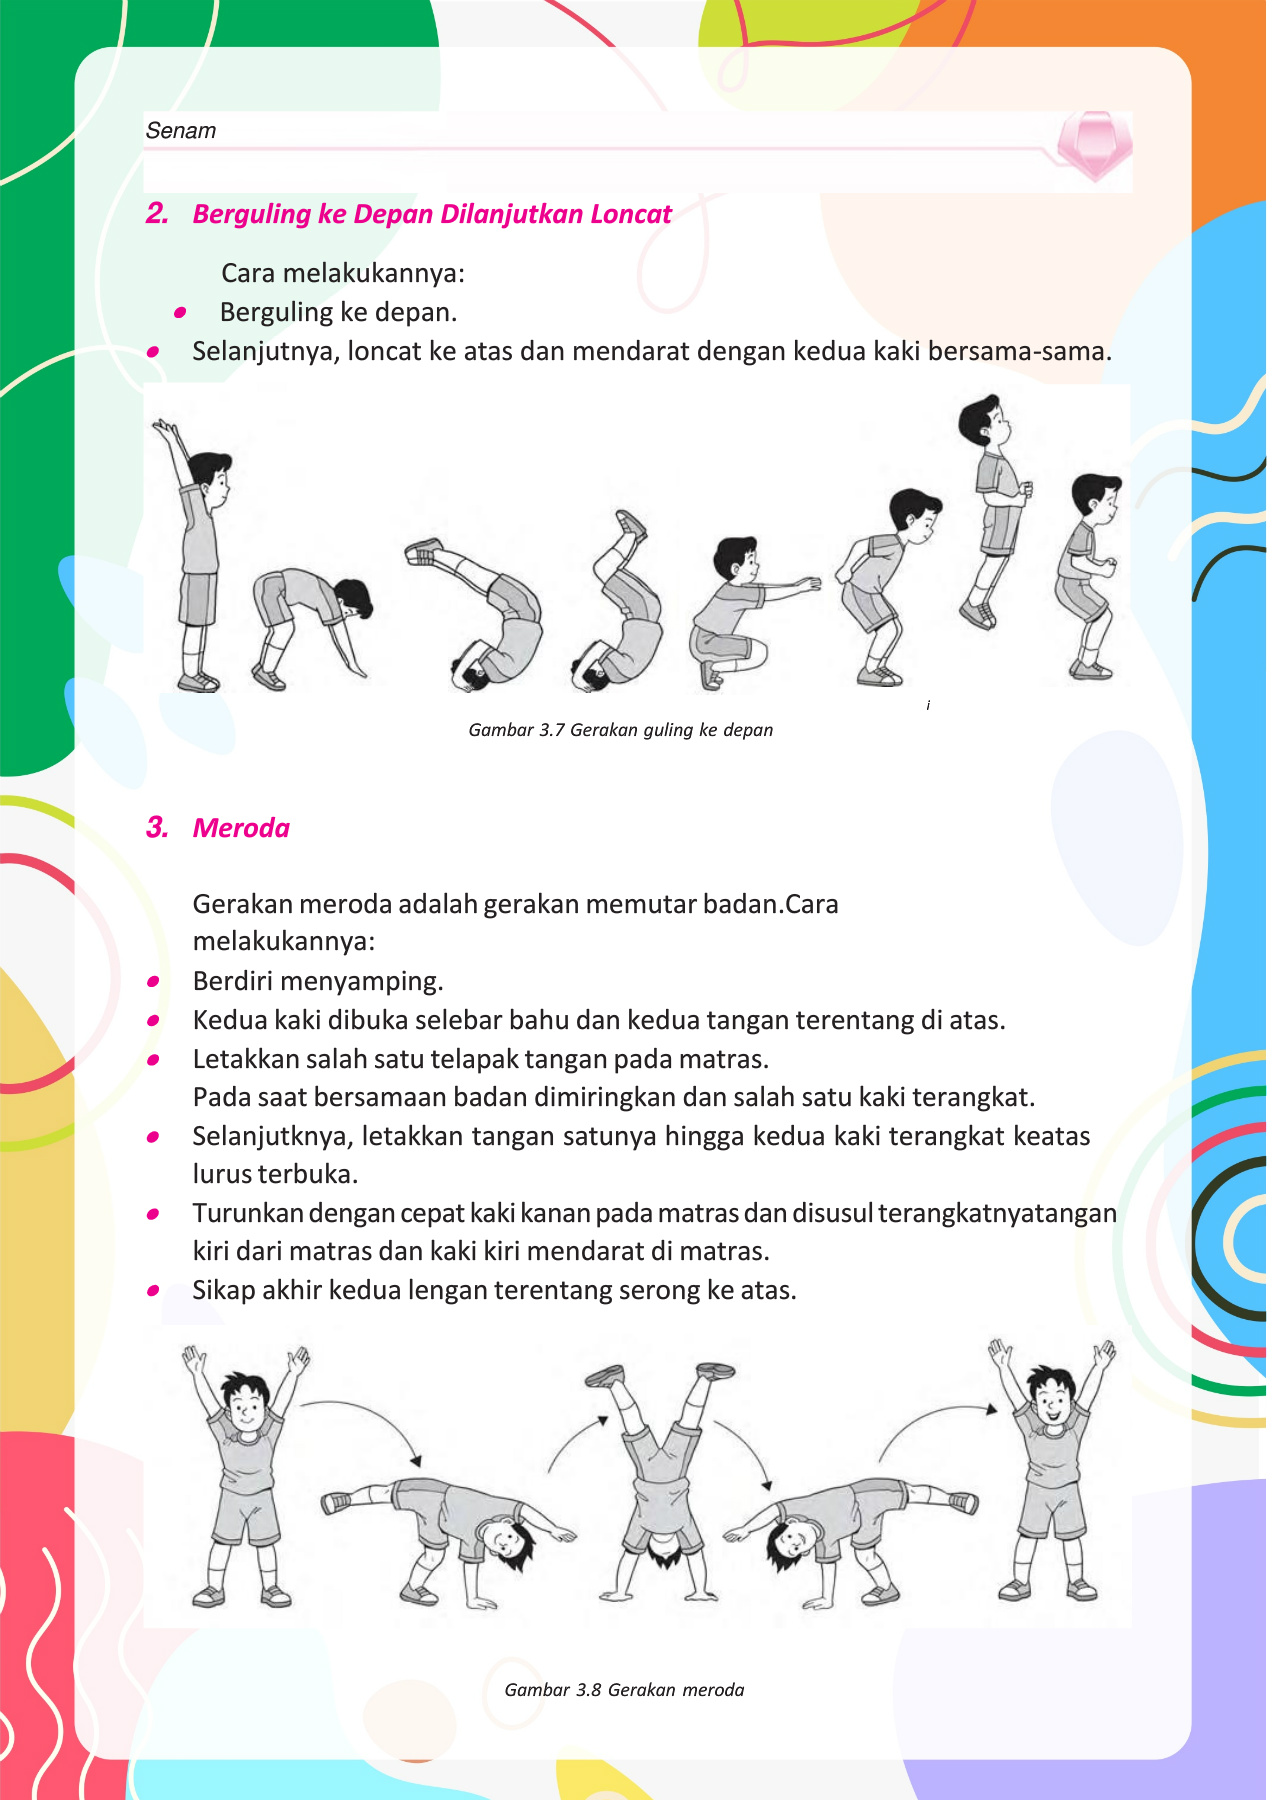 Senam
2. Berguling ke Depan Dilanjutkan Loncat
Cara melakukannya:
• Berguling ke depan.
• Selanjutnya, loncat ke atas dan mendarat dengan kedua kaki bersama-sama.
i
Gambar 3.7 Gerakan guling ke depan
3. Meroda
Gerakan meroda adalah gerakan memutar badan.Cara
melakukannya:
• Berdiri menyamping.
• Kedua kaki dibuka selebar bahu dan kedua tangan terentang di atas.
• Letakkan salah satu telapak tangan pada matras.
Pada saat bersamaan badan dimiringkan dan salah satu kaki terangkat.
• Selanjutknya, letakkan tangan satunya hingga kedua kaki terangkat keatas
lurus terbuka.
• Turunkan dengan cepat kaki kanan pada matras dan disusul terangkatnyatangan
kiri dari matras dan kaki kiri mendarat di matras.
• Sikap akhir kedua lengan terentang serong ke atas.
Gambar 3.8 Gerakan meroda